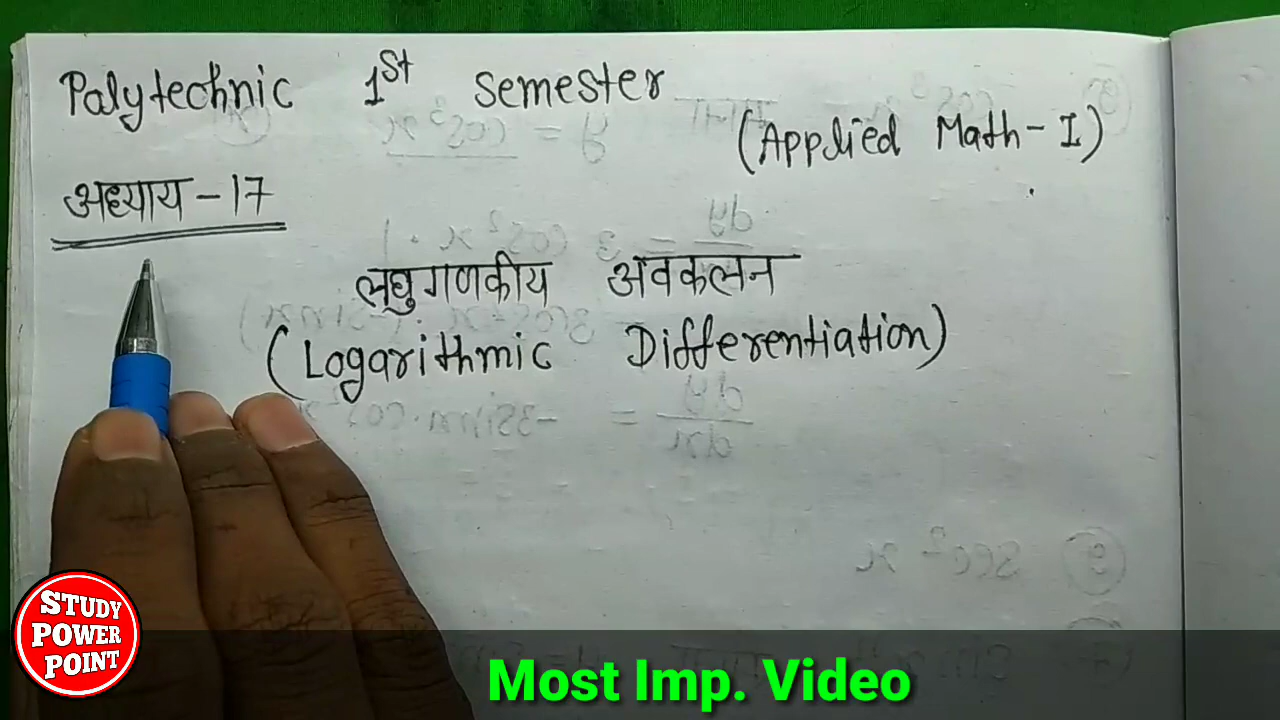 Polytechnic 1st Semester
(Applied Math-I)
अध्याय-17
लघुगणकीय अवकलन
(Logarithmic Differentiation)
STUDY
POWER
POINT
Most Imp. Video